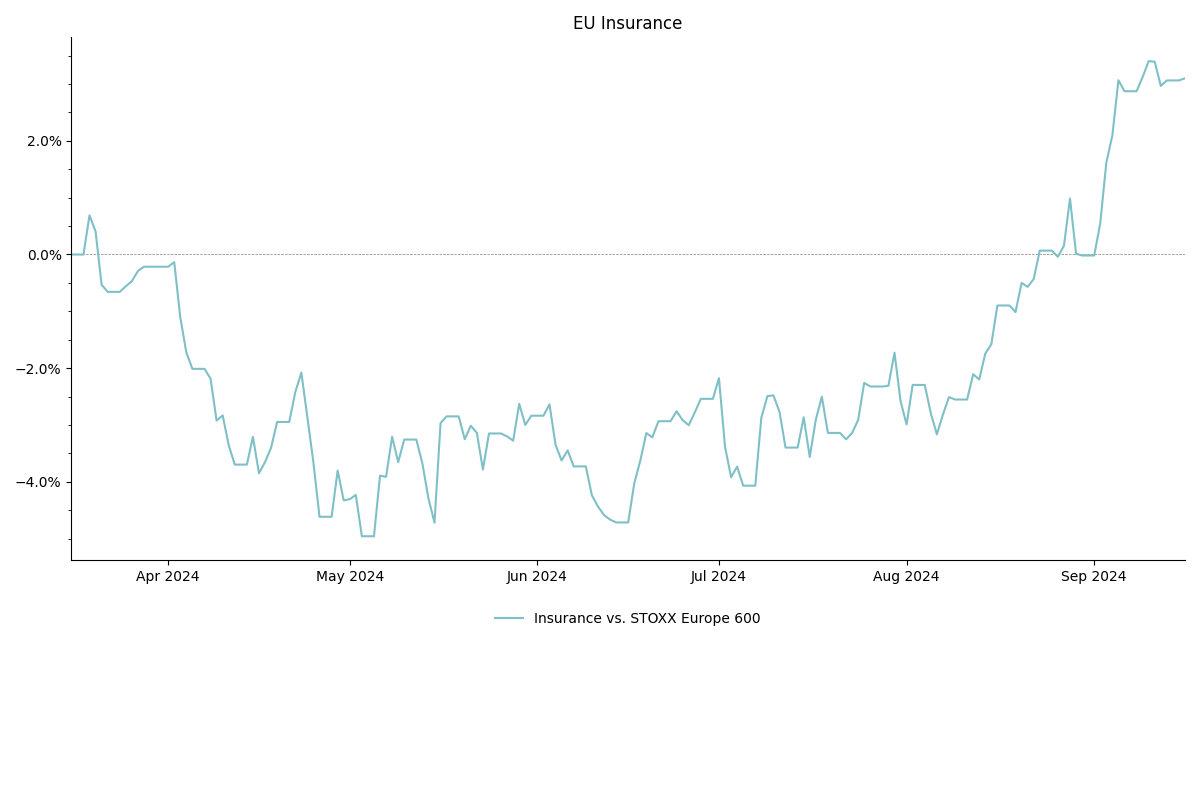 EU Insurance
2.0%
0.0%
−2.0%
−4.0%
Apr 2024 May 2024 Jun 2024 Jul 2024 Aug 2024 Sep 2024
Insurance vs. STOXX Europe 600